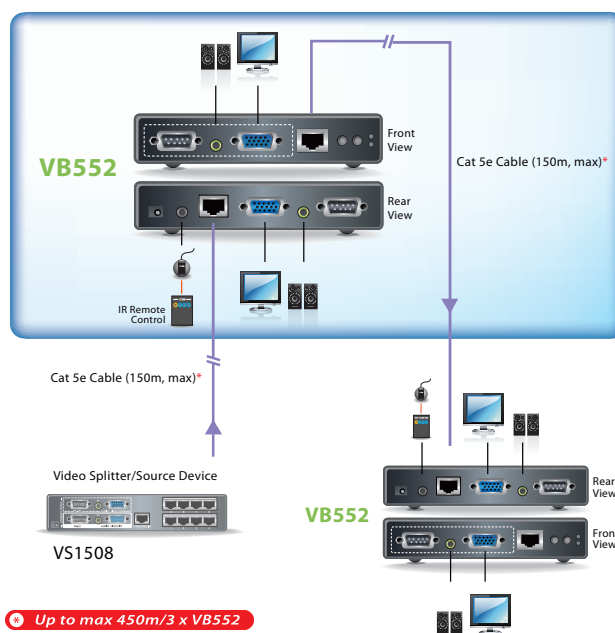 Front
View
VB552
Cat 5e Cable (150m, max)*
Rear
View
IR Remote
Control
Cat 5e Cable (150m, max)*
Video Splitter/Source Device
VS1508
Rear
View
VB552
Front
View
* Up to max 450m/3 x VB552